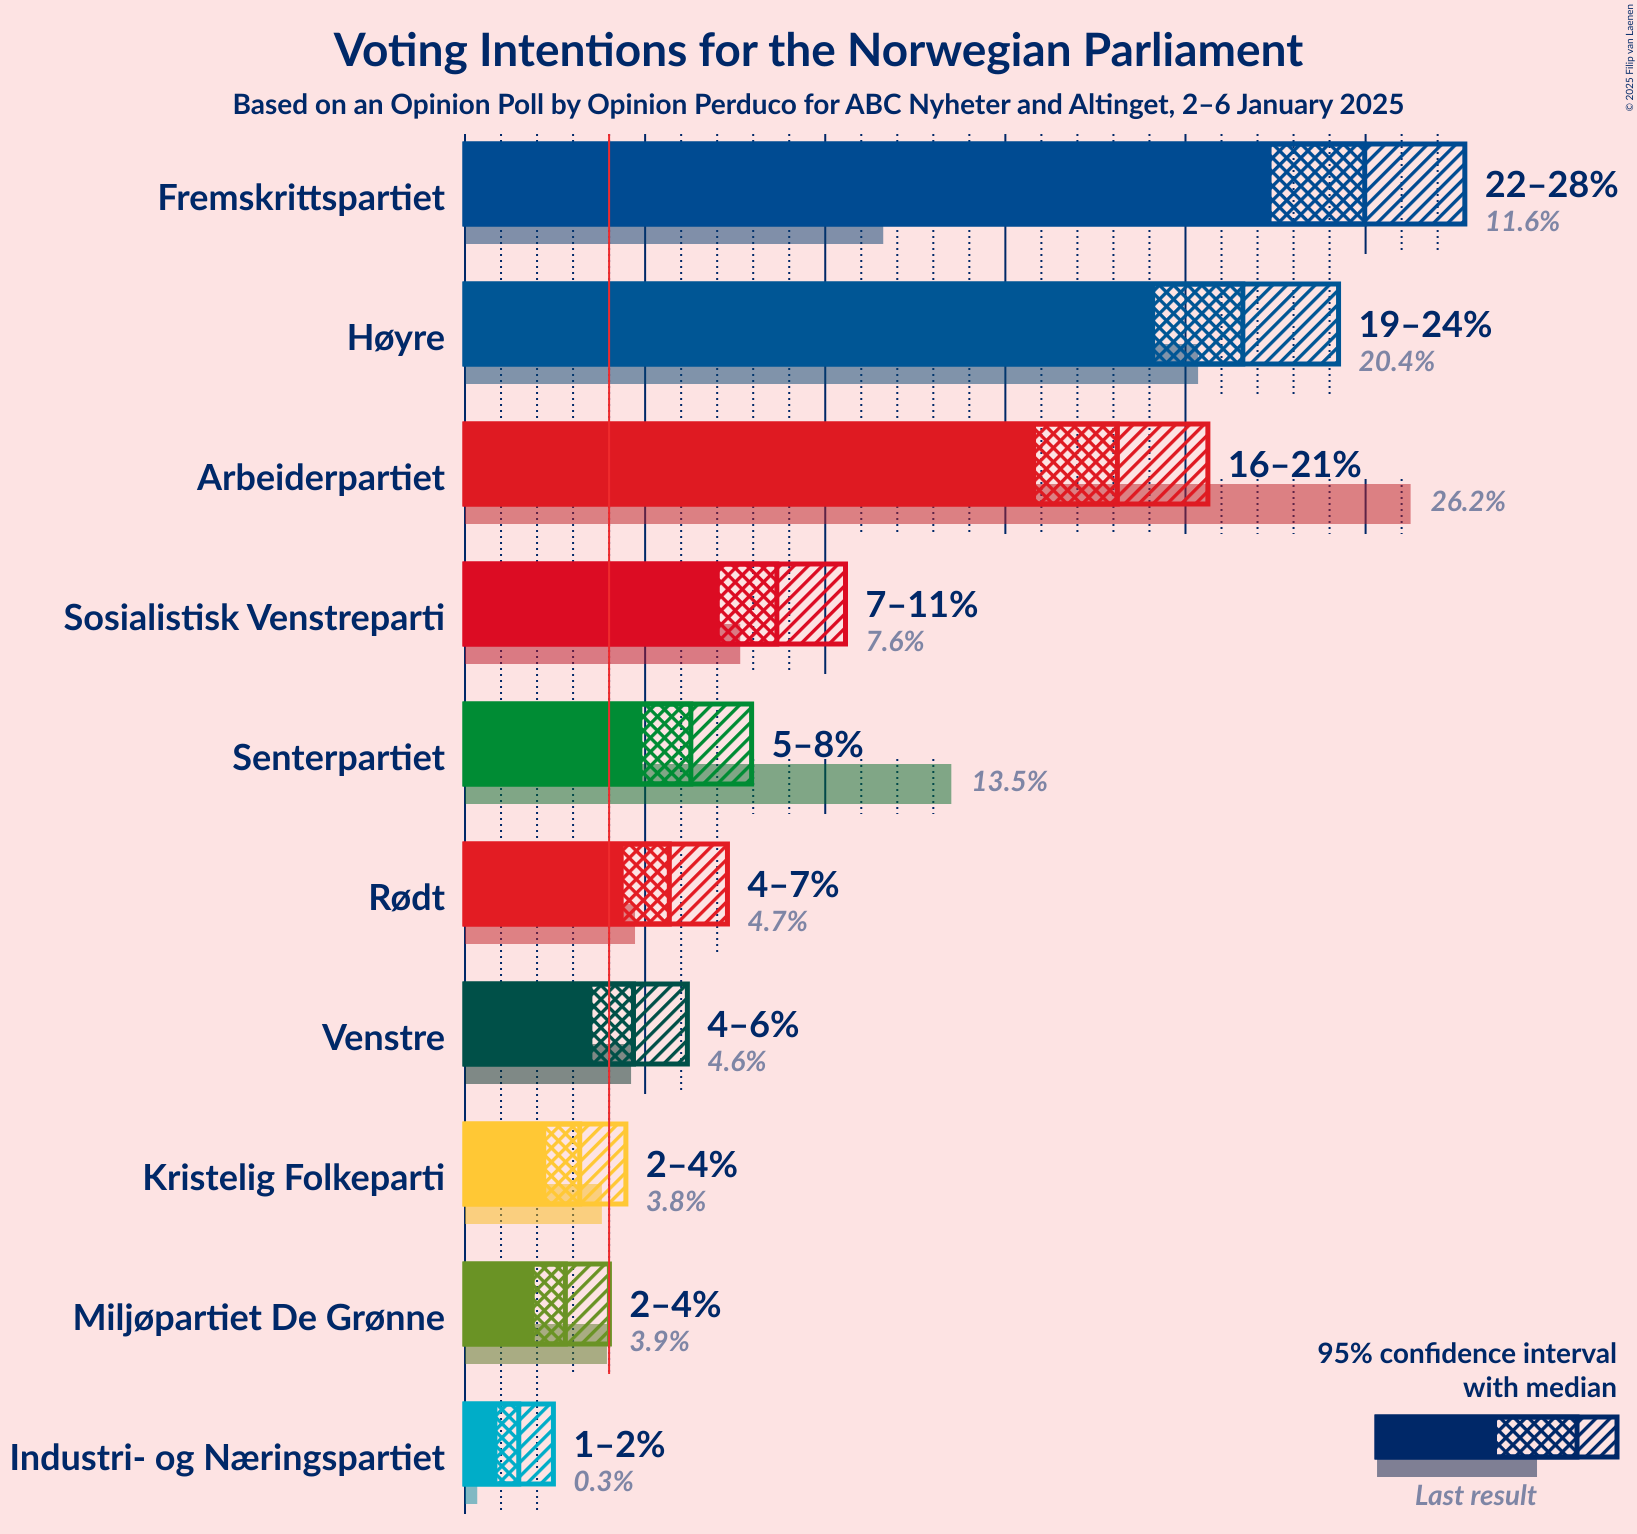 Voting Intentions for the Norwegian Parliament
Based on an Opinion Poll by Opinion Perduco for ABC Nyheter and Altinget, 2–6 January 2025
© 2025 Filip van Laenen
Fremskrittspartiet
22–28%
11.6%
Høyre
19–24%
20.4%
Arbeiderpartiet
16–21%
26.2%
Sosialistisk Venstreparti
7–11%
7.6%
Senterpartiet
5–8%
13.5%
Rødt
4–7%
4.7%
Venstre
4–6%
4.6%
Kristelig Folkeparti
2–4%
3.8%
Miljøpartiet De Grønne
2–4%
3.9%
Industri- og Næringspartiet
1–2%
0.3%
95% confidence interval
with median
Last result